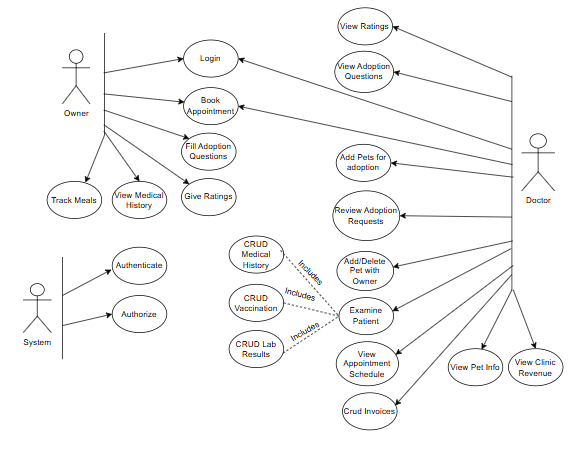 View Ratings
Login
View Adoption
Questions
Owner
Book
Appointment
Fill Adoption
Questions
Add Pets for
adoption
Doctor
Track Meals
View Medical
History
Give Ratings
Review Adoption
Requests
CRUD
Medical
History
Includes
Authenticate
Add/Delete
Pet with
Owner
CRUD
Vaccination
Includes
Authorize
Examine
Patient
System
CRUD Lab
Results
Includes
View
Appointment
Schedule
View Pet Info
View Clinic
Revenue
Crud Invoices